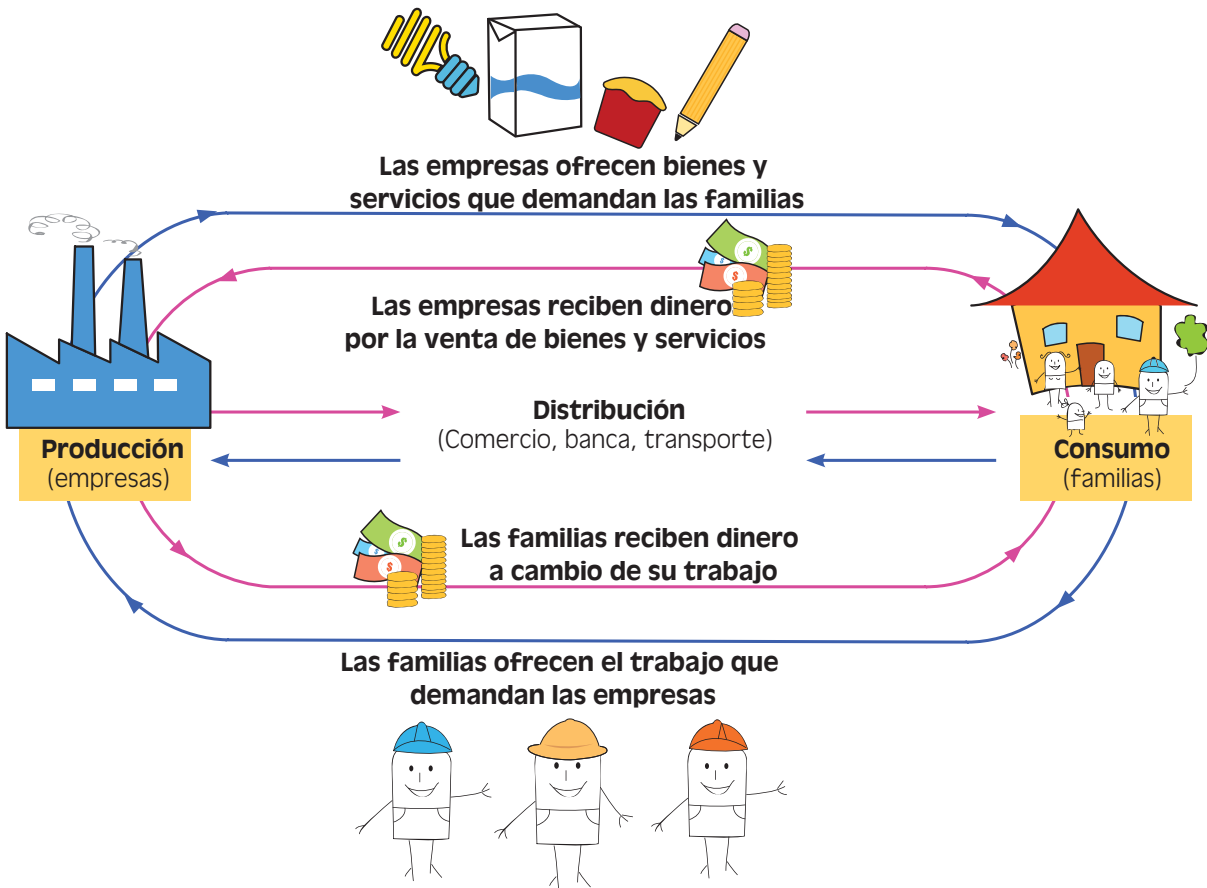 Las empresas ofrecen bienes y
servicios que demandan las familias
Las empresas reciben dinero
por la venta de bienes y servicios
Distribución
(Comercio, banca, transporte)
Producción
(empresas)
Consumo
(familias)
Las familias reciben dinero
a cambio de su trabajo
Las familias ofrecen el trabajo que
demandan las empresas